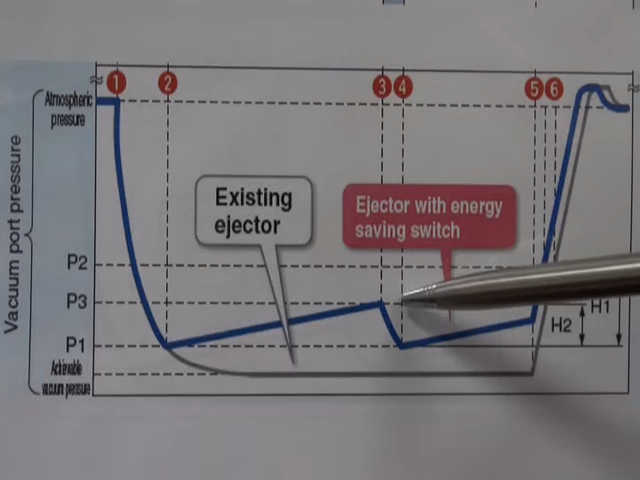 1 2 3 4 5 6
Atmospheric
pressure
Vacuum port pressure
Existing
ejector
Ejector with energy
saving switch
P2
P3
H1
H2
P1
Achievable
vacuum pressure